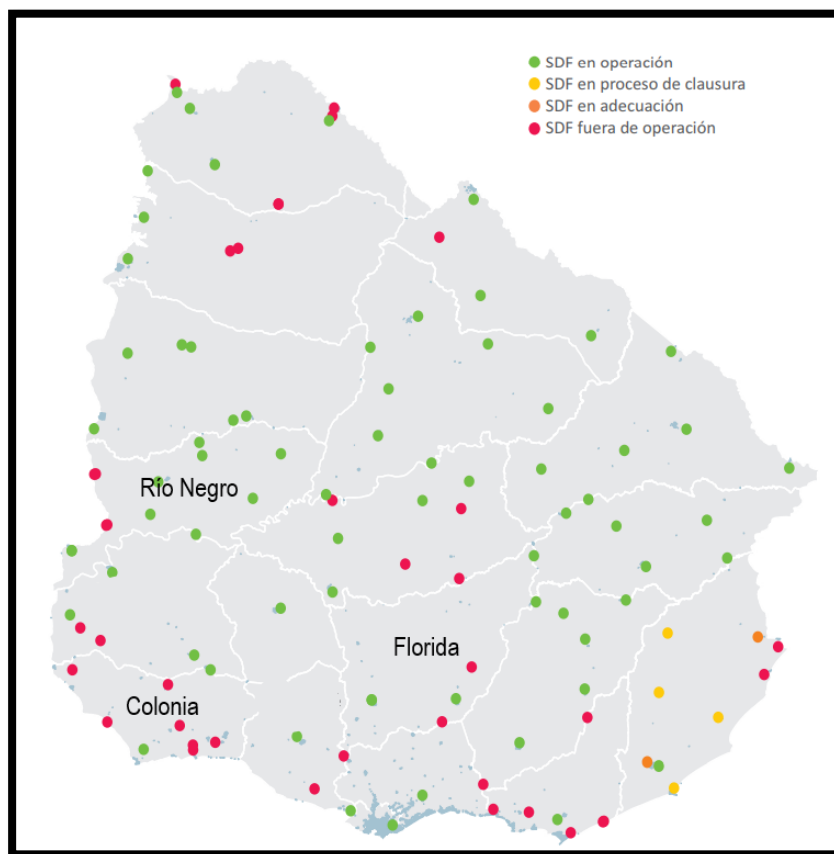 SDF en operación
SDF en proceso de clausura
SDF en adecuación
SDF fuera de operación
Río Negro
Florida
Colonia